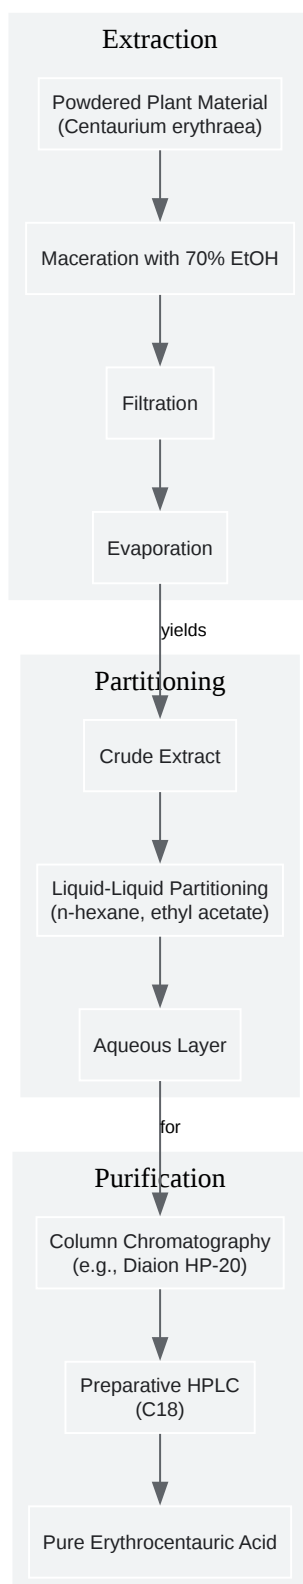 Extraction
Powdered Plant Material
(Centaurium erythraea)
Maceration with 70% EtOH
Filtration
Evaporation
yields
Partitioning
Crude Extract
Liquid-Liquid Partitioning
(n-hexane, ethyl acetate)
Aqueous Layer
for
Purification
Column Chromatography
(e.g., Diaion HP-20)
Preparative HPLC
(C18)
Pure Erythrocentauric Acid